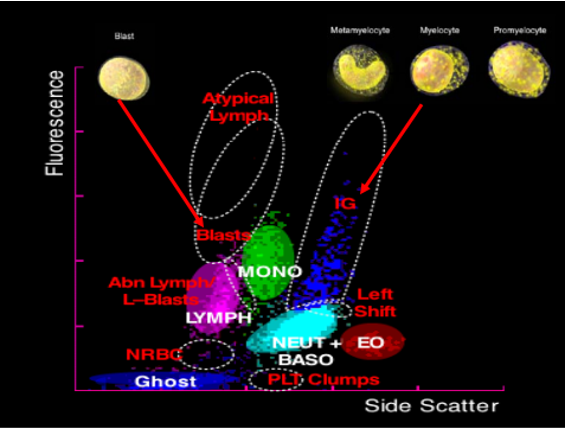 Blast
Metamyelocyte
Myelocyte
Promyelocyte
Fluorescence
Atypical
Lymph
IG
Blasts
MONO
Abn Lymph/
L-Blasts
LYMPH
Left
Shift
NEUT +
BASO
EO
NRBC
Ghost
PLT Clumps
Side Scatter